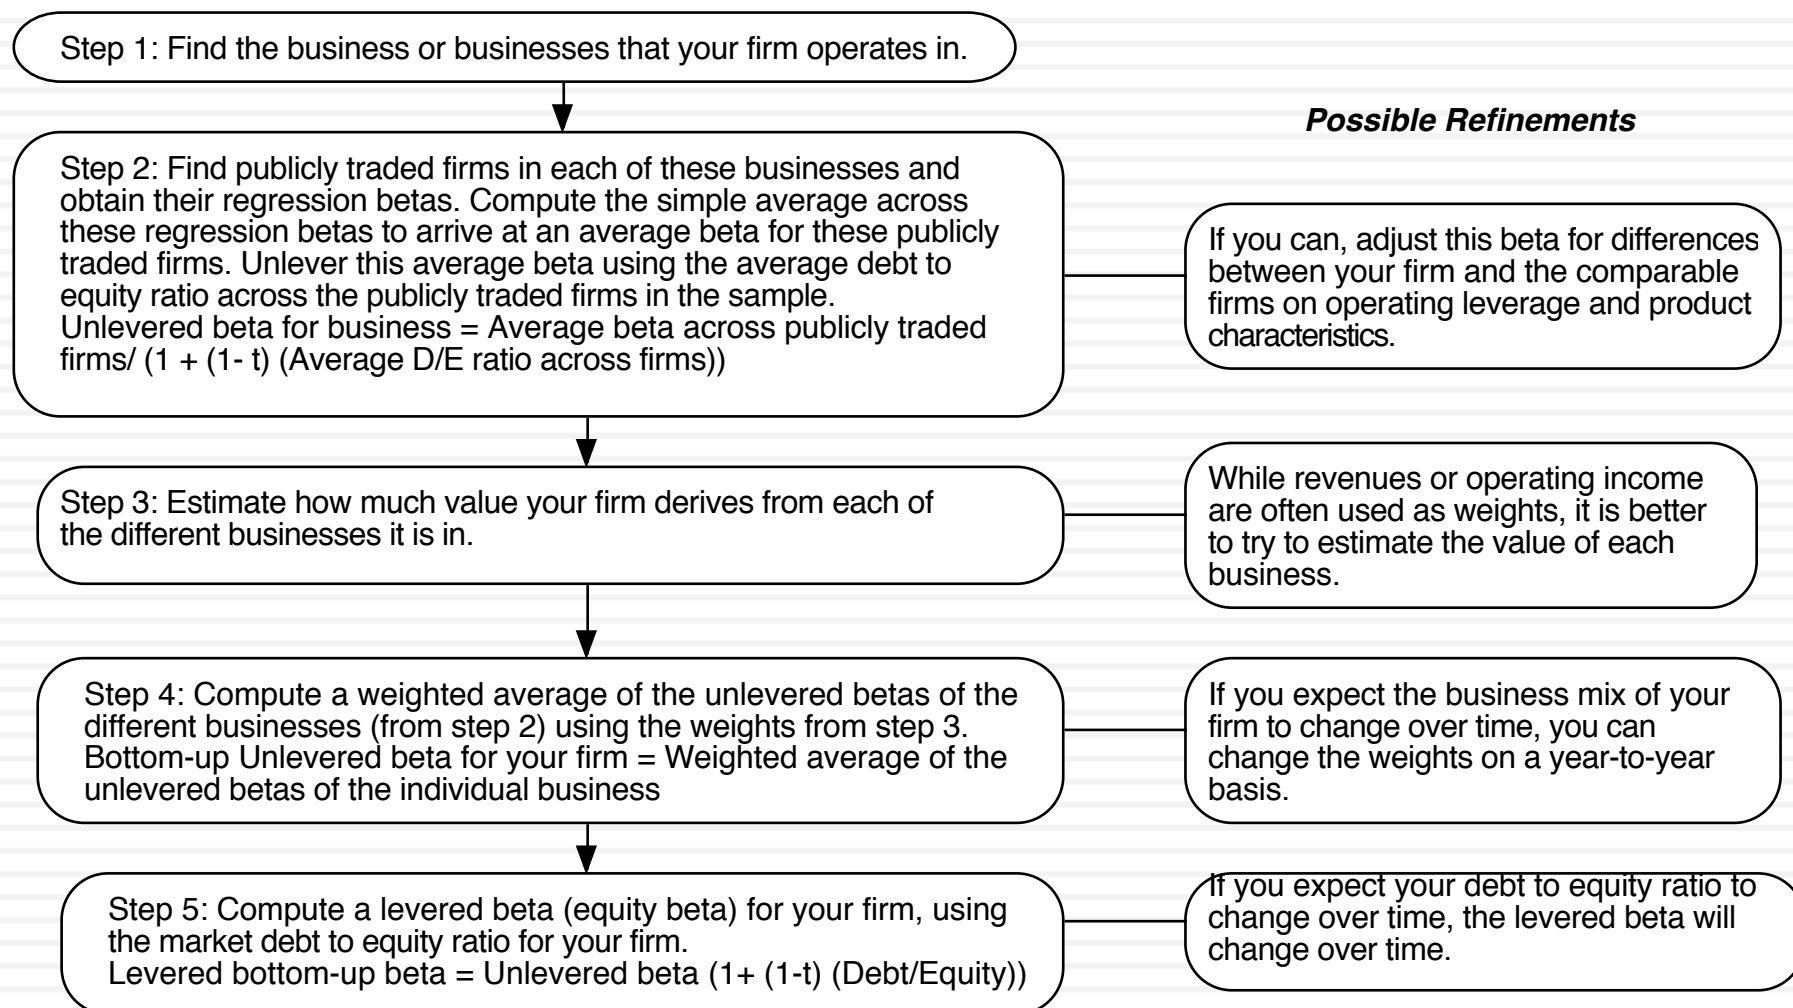 Step 1: Find the business or businesses that your firm operates in.
Possible Refinements
Step 2: Find publicly traded firms in each of these businesses and
obtain their regression betas. Compute the simple average across
these regression betas to arrive at an average beta for these publicly
traded firms. Unlever this average beta using the average debt to
equity ratio across the publicly traded firms in the sample.
Unlevered beta for business = Average beta across publicly traded
firms/ (1 + (1- t) (Average D/E ratio across firms))
If you can, adjust this beta for differences
between your firm and the comparable
firms on operating leverage and product
characteristics.
Step 3: Estimate how much value your firm derives from each of
the different businesses it is in.
While revenues or operating income
are often used as weights, it is better
to try to estimate the value of each
business.
Step 4: Compute a weighted average of the unlevered betas of the
different businesses (from step 2) using the weights from step 3.
Bottom-up Unlevered beta for your firm = Weighted average of the
unlevered betas of the individual business
If you expect the business mix of your
firm to change over time, you can
change the weights on a year-to-year
basis.
Step 5: Compute a levered beta (equity beta) for your firm, using
the market debt to equity ratio for your firm.
Levered bottom-up beta = Unlevered beta (1+ (1-t) (Debt/Equity))
If you expect your debt to equity ratio to
change over time, the levered beta will
change over time.